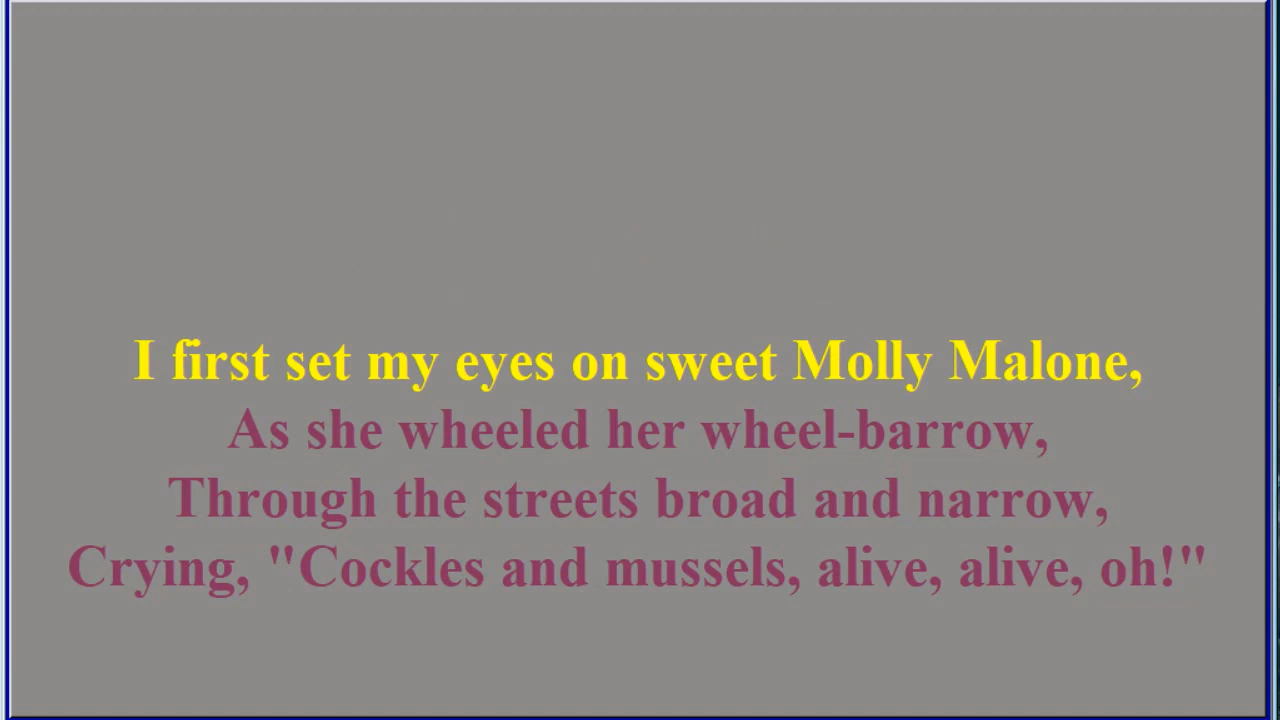 I first set my eyes on sweet Molly Malone,
As she wheeled her wheel-barrow,
Through the streets broad and narrow,
Crying, "Cockles and mussels, alive, alive, oh!"